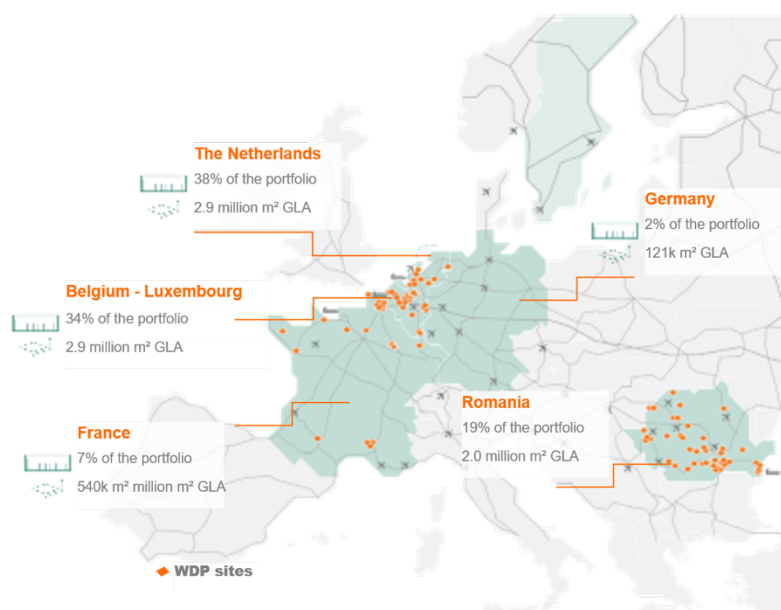 The Netherlands
38% of the portfolio
2.9 million m² GLA
Germany
2% of the portfolio
121k m² GLA
Belgium - Luxembourg
34% of the portfolio
2.9 million m² GLA
Romania
19% of the portfolio
2.0 million m² GLA
France
7% of the portfolio
540k m² million m² GLA
WDP sites